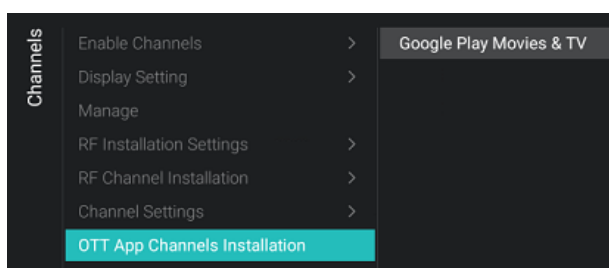 Channels
Enable Channels >
Display Setting >
Manage
RF Installation Settings >
RF Channel Installation >
Channel Settings >
OTT App Channels Installation
Google Play Movies & TV